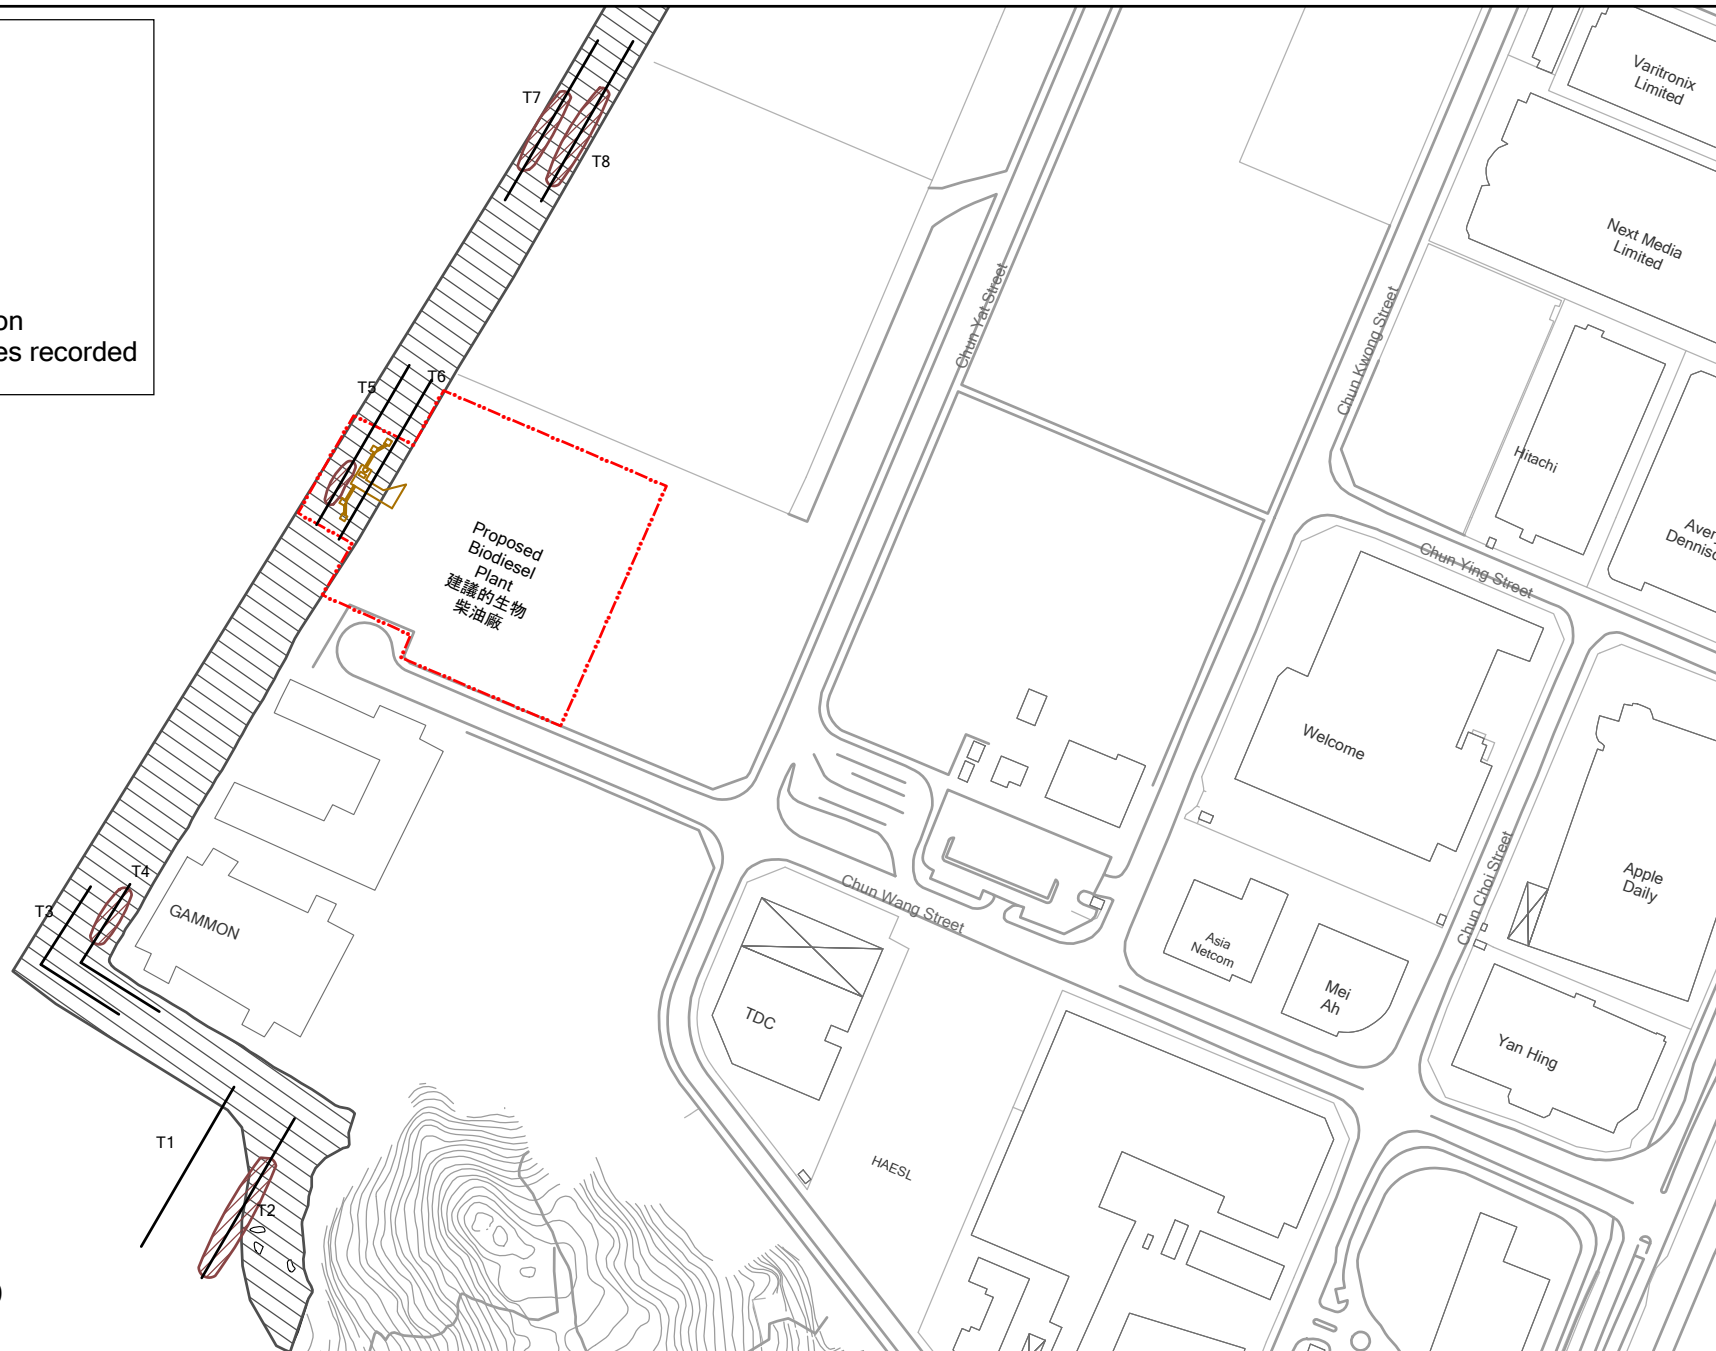 on
es recorded
T7
T8
T5
T6
Proposed
Biodiesel
Plant
建議的生物
柴油廠
T4
T3
GAMMON
T1
T2
Chun Yat Street
Chun Kwong Street
Varitronix
Limited
Next Media
Limited
Hitachi
Avery
Dennis
Chun Ying Street
Welcome
Chun Choi Street
Apple
Daily
Chun Wang Street
Asia
Netcom
Mei
Ah
TDC
Yan Hing
HAESL
)